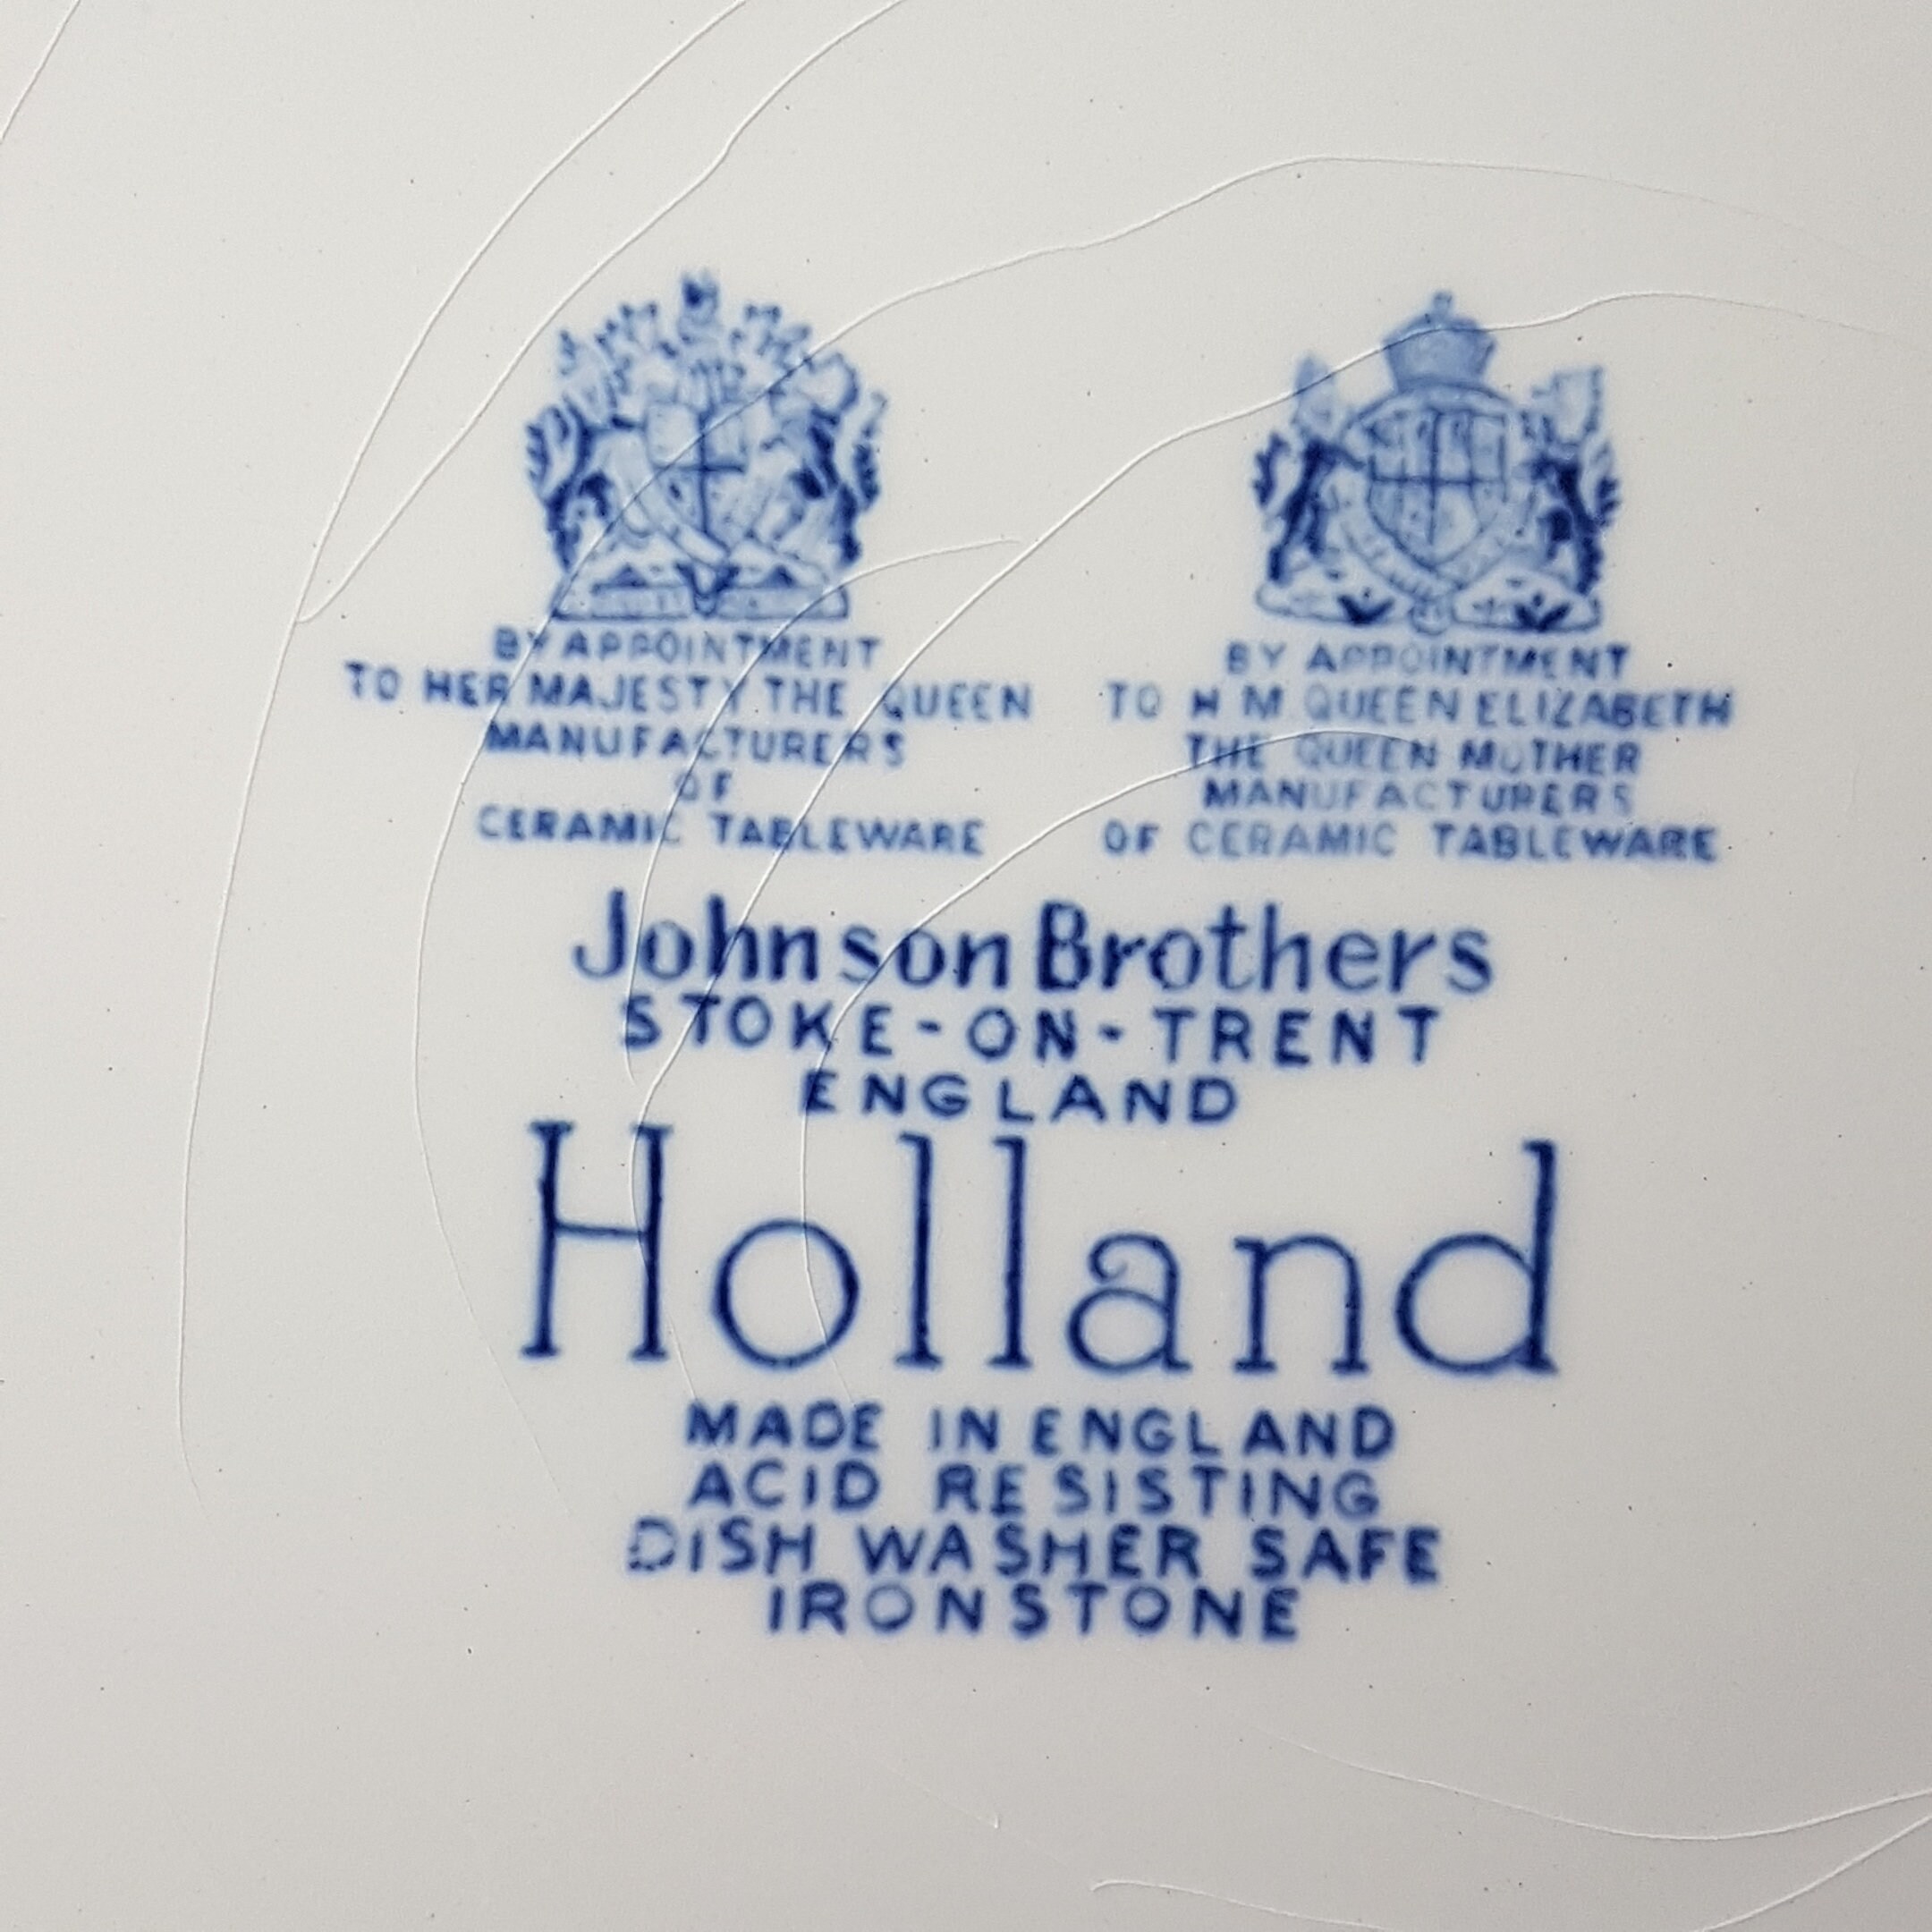 BY APPOINTMENT
TO HER MAJESTY THE QUEEN
MANUFACTURERS
OF
CERAMIC TABLEWARE
BY APPOINTMENT
TO H M QUEEN ELIZABETH
THE QUEEN MOTHER
MANUFACTURERS
OF CERAMIC TABLEWARE
Johnson Brothers
STOKE-ON-TRENT
ENGLAND
Holland
MADE IN ENGLAND
ACID RESISTING
DISH WASHER SAFE
IRONSTONE